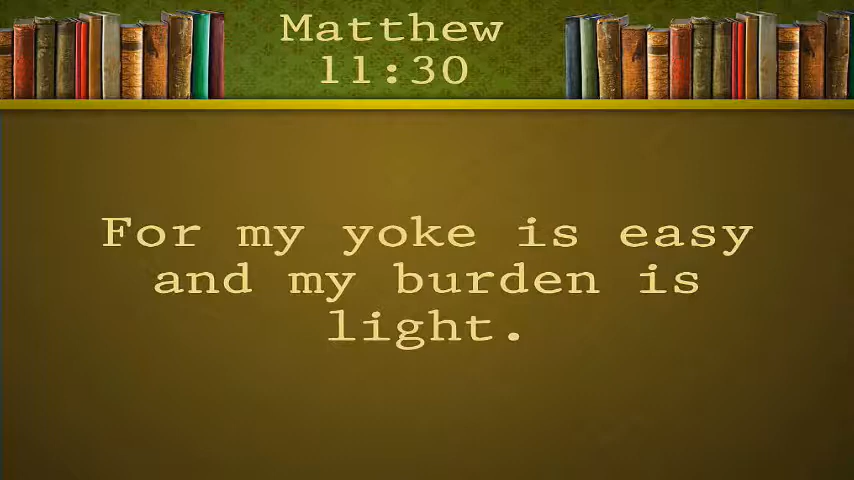 Matthew
11:30
For my yoke is easy
and my burden is
light.